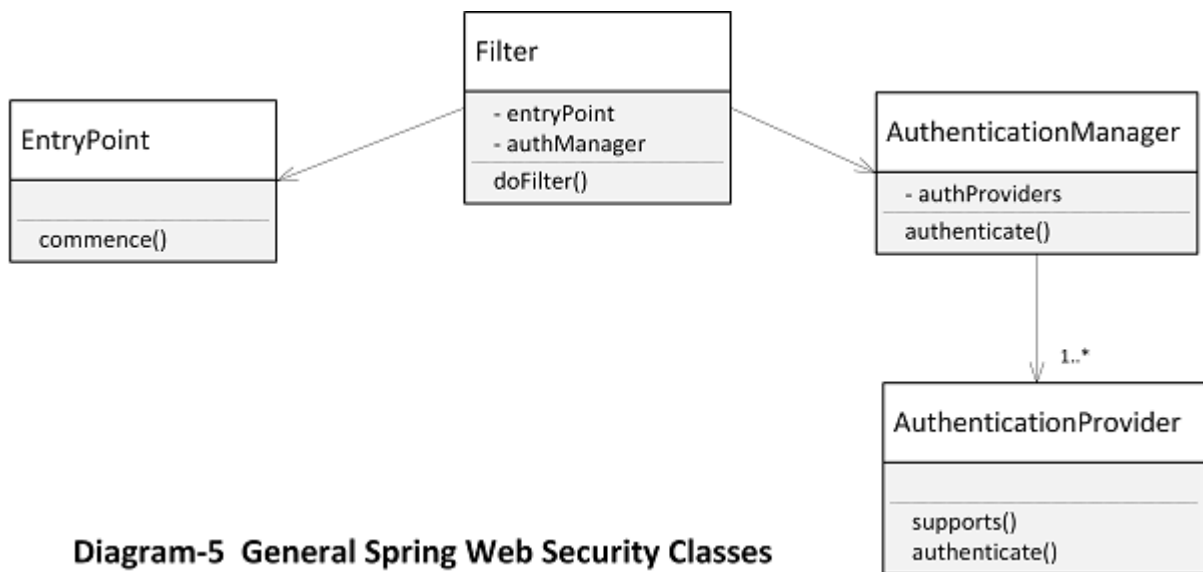 Filter
- entryPoint
- authManager
doFilter()
EntryPoint
commence()
AuthenticationManager
- authProviders
authenticate()
1..*
AuthenticationProvider
supports()
authenticate()
Diagram-5 General Spring Web Security Classes